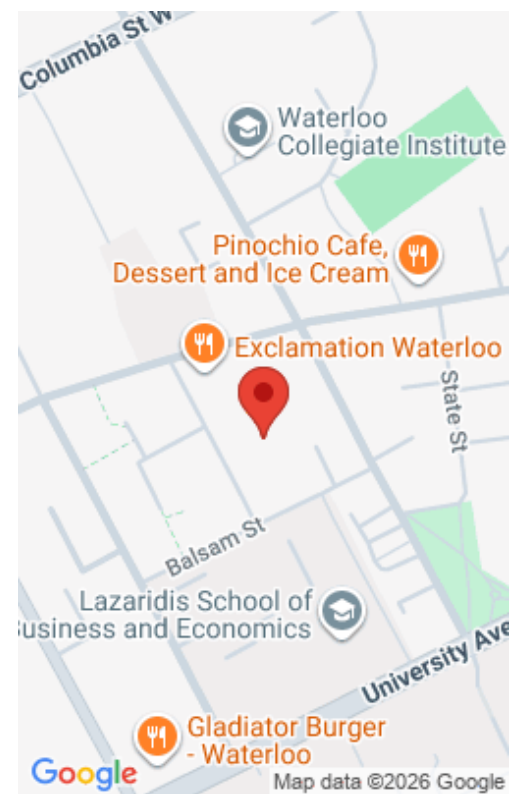 Columbia St W
Waterloo
Collegiate Institute
Pinochio Cafe,
Dessert and Ice Cream
Exclamation Waterloo
State St
Balsam St
Lazaridis School of
usiness and Economics
University Ave
Gladiator Burger
- Waterloo
Google
Map data ©2026 Google